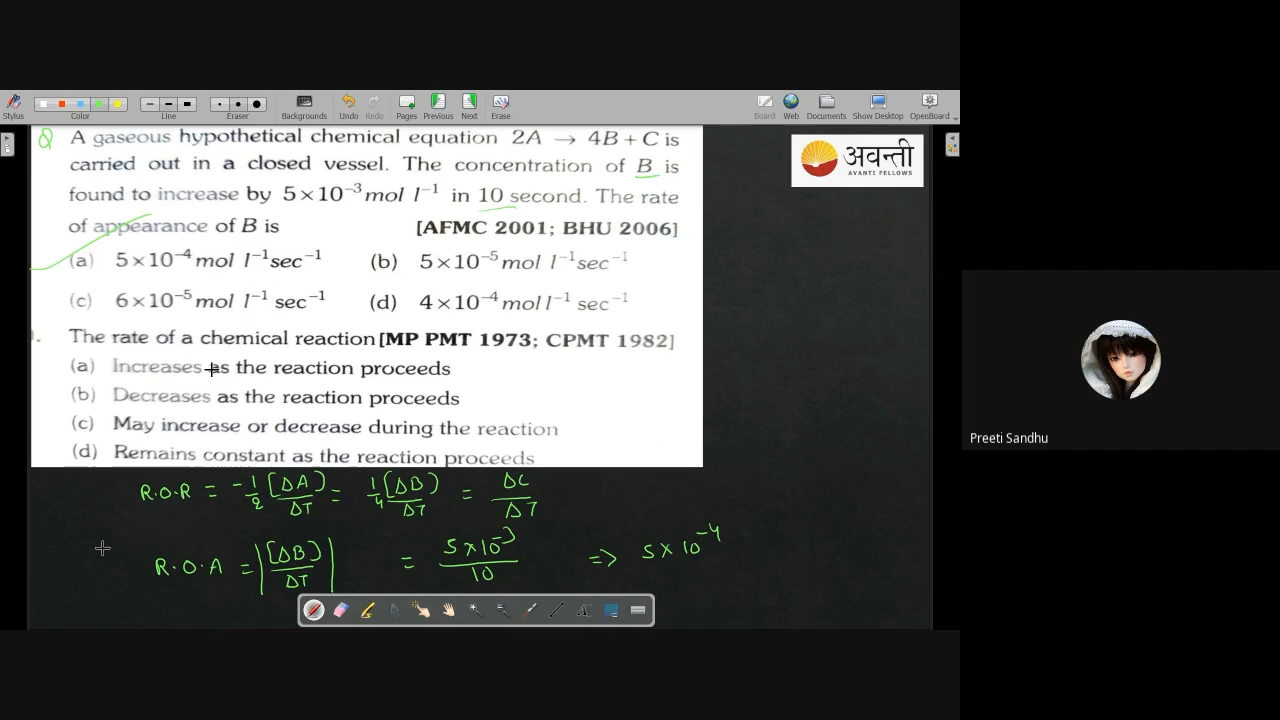 Stylus Color Line Eraser Backgrounds Undo Redo Pages Previous Next Erase Board Web Documents Show Desktop OpenBoard
Q A gaseous hypothetical chemical equation 2A → 4B + C is
carried out in a closed vessel. The concentration of B is
found to increase by 5×10⁻³ mol l⁻¹ in 10 second. The rate
of appearance of B is [AFMC 2001; BHU 2006]
(a) 5×10⁻⁴ mol l⁻¹ sec⁻¹ (b) 5×10⁻⁵ mol l⁻¹ sec⁻¹
(c) 6×10⁻⁵ mol l⁻¹ sec⁻¹ (d) 4×10⁻⁴ mol l⁻¹ sec⁻¹
The rate of a chemical reaction [MP PMT 1973; CPMT 1982]
(a) Increases as the reaction proceeds
(b) Decreases as the reaction proceeds
(c) May increase or decrease during the reaction
(d) Remains constant as the reaction proceeds
R.O.R = -1/2 [ΔA]/ΔT = 1/4 [ΔB]/ΔT = ΔC/ΔT
R.O.A = |[ΔB]/ΔT| = 5×10⁻³/10 => 5×10⁻⁴
अवन्ती
AVANTI FELLOWS
Preeti Sandhu